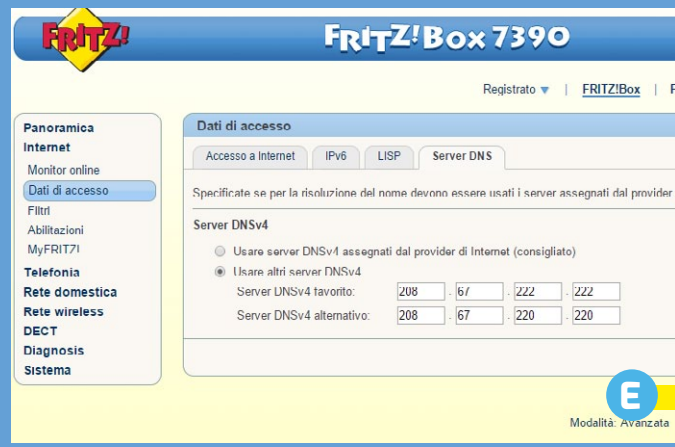 FRITZ!
FRITZ!Box 7390
Registrato | FRITZ!Box |
Panoramica
Internet
Monitor online
Dati di accesso
Filtri
Abilitazioni
MyFRITZ!
Telefonia
Rete domestica
Rete wireless
DECT
Diagnosis
Sistema
Dati di accesso
Accesso a Internet IPv6 LISP Server DNS
Specificate se per la risoluzione del nome devono essere usati i server assegnati dal provider
Server DNSv4
Usare server DNSv4 assegnati dal provider di Internet (consigliato)
Usare altri server DNSv4
Server DNSv4 favorito: 208 . 67 . 222 . 222
Server DNSv4 alternativo: 208 . 67 . 220 . 220
E
Modalità: Avanzata